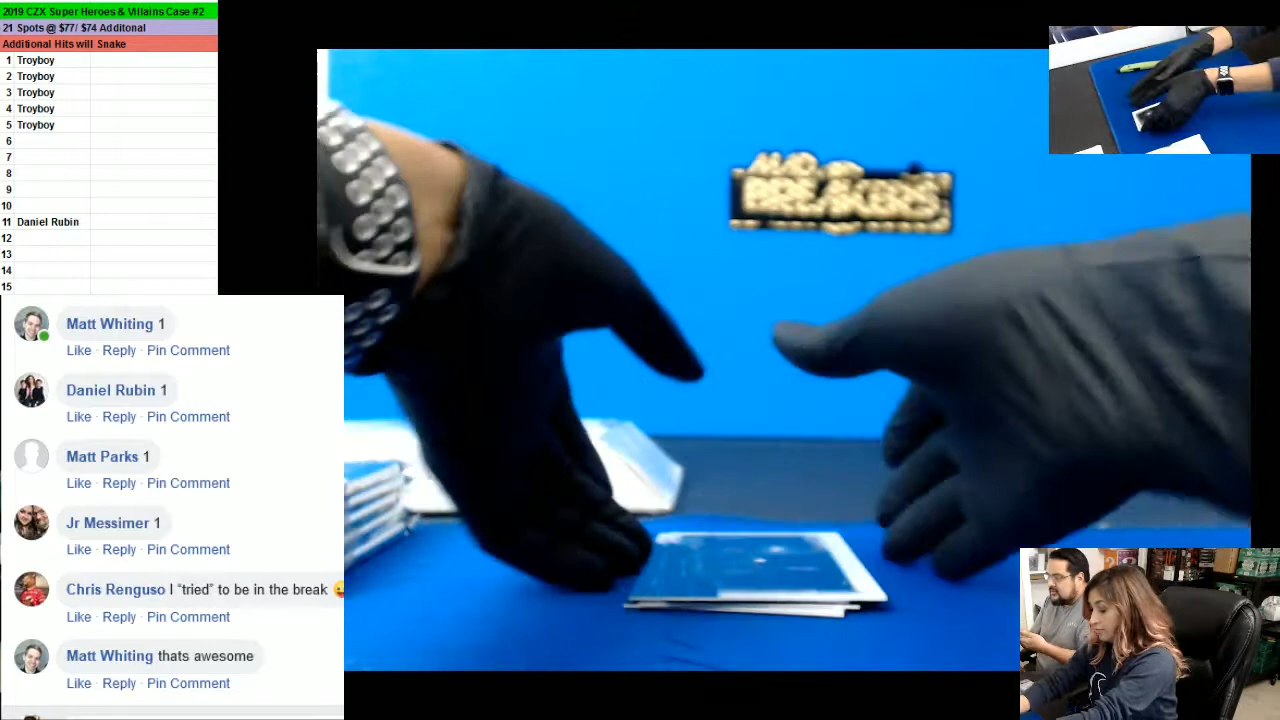 2019 CZX Super Heroes & Villains Case #2
21 Spots @ $77/ $74 Additonal
Additional Hits will Snake
1 Troyboy
2 Troyboy
3 Troyboy
4 Troyboy
5 Troyboy
6
7
8
9
10
11 Daniel Rubin
12
13
14
15
Matt Whiting 1
Like · Reply · Pin Comment
Daniel Rubin 1
Like · Reply · Pin Comment
Matt Parks 1
Like · Reply · Pin Comment
Jr Messimer 1
Like · Reply · Pin Comment
Chris Renguso I “tried” to be in the break 😜
Like · Reply · Pin Comment
Matt Whiting thats awesome
Like · Reply · Pin Comment
BREAKERS